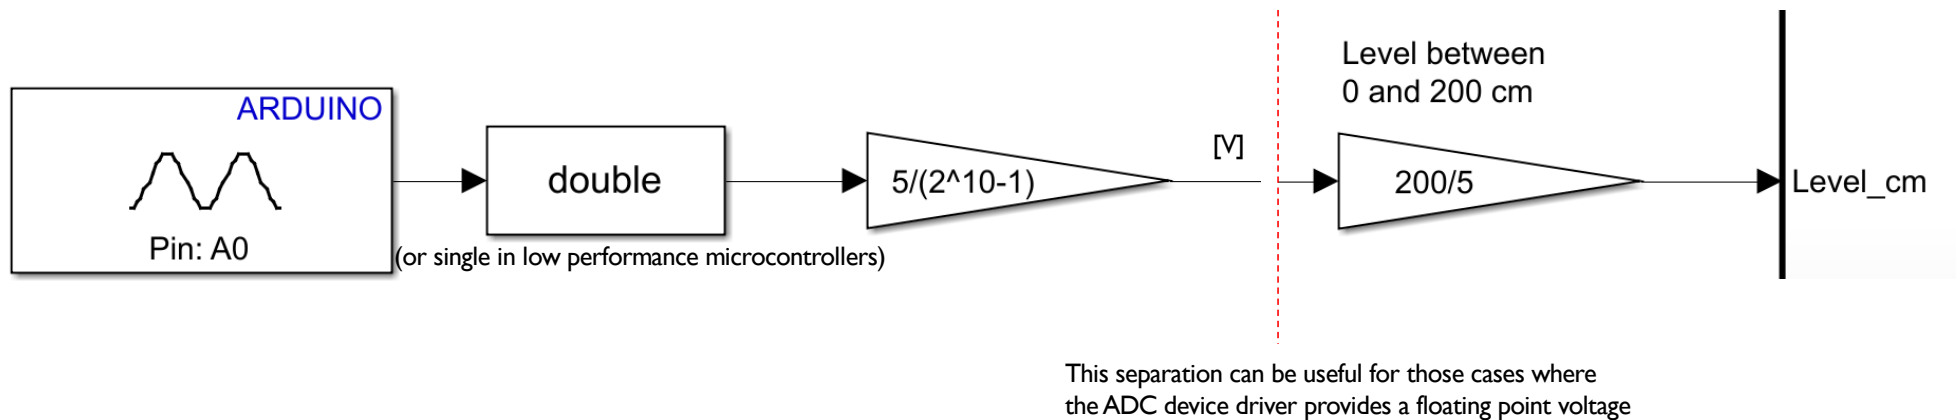 ARDUINO
Pin: A0
double
(or single in low performance microcontrollers)
5/(2^10-1)
[V]
Level between
0 and 200 cm
200/5
Level_cm
This separation can be useful for those cases where
the ADC device driver provides a floating point voltage